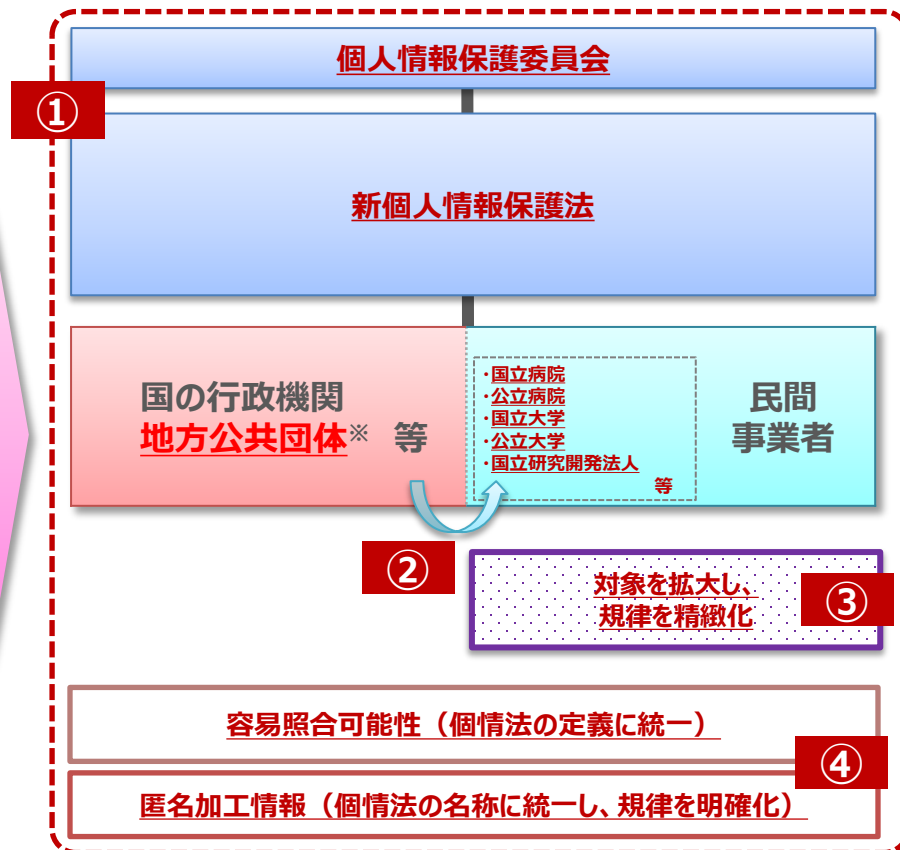 個人情報保護委員会
①
新個人情報保護法
国の行政機関
地方公共団体※ 等
・国立病院
・公立病院
・国立大学
・公立大学
・国立研究開発法人
等
民間
事業者
②
対象を拡大し、
規律を精緻化
③
容易照合可能性（個情法の定義に統一）
④
匿名加工情報（個情法の名称に統一し、規律を明確化）